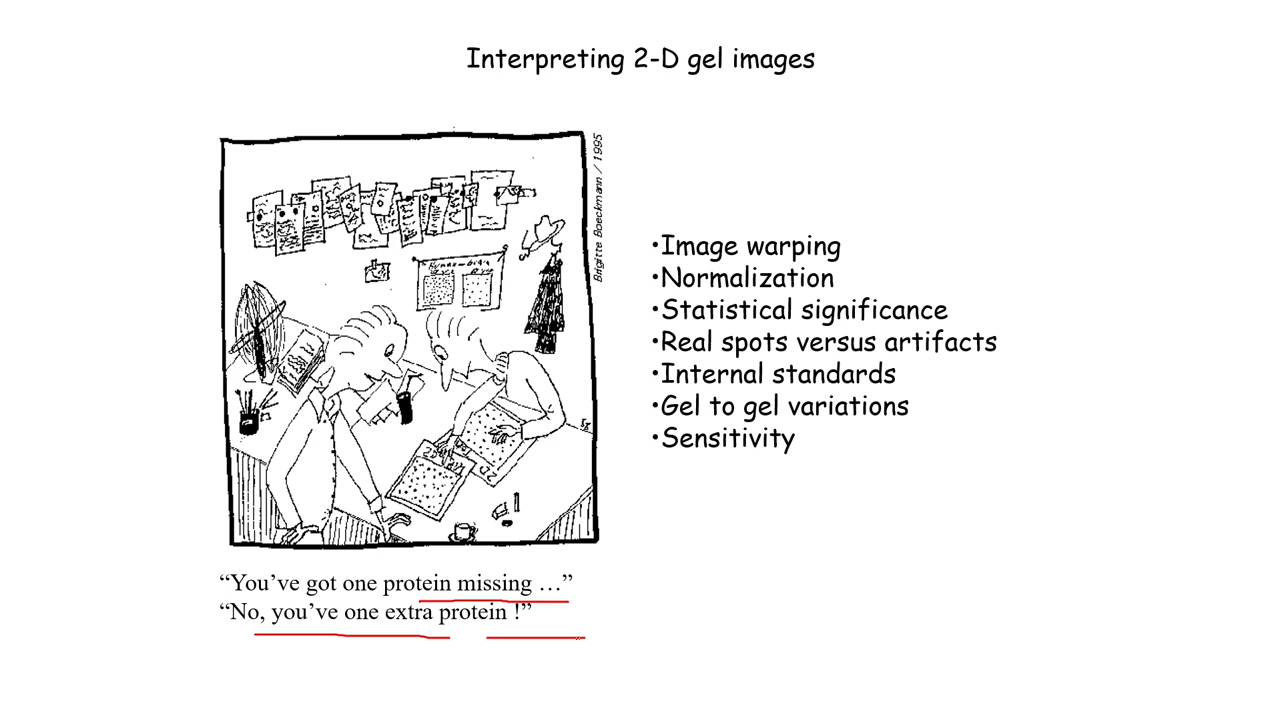 Interpreting 2-D gel images
Brigitte Boeckmann / 1995
•Image warping
•Normalization
•Statistical significance
•Real spots versus artifacts
•Internal standards
•Gel to gel variations
•Sensitivity
“You’ve got one protein missing …”
“No, you’ve one extra protein !”